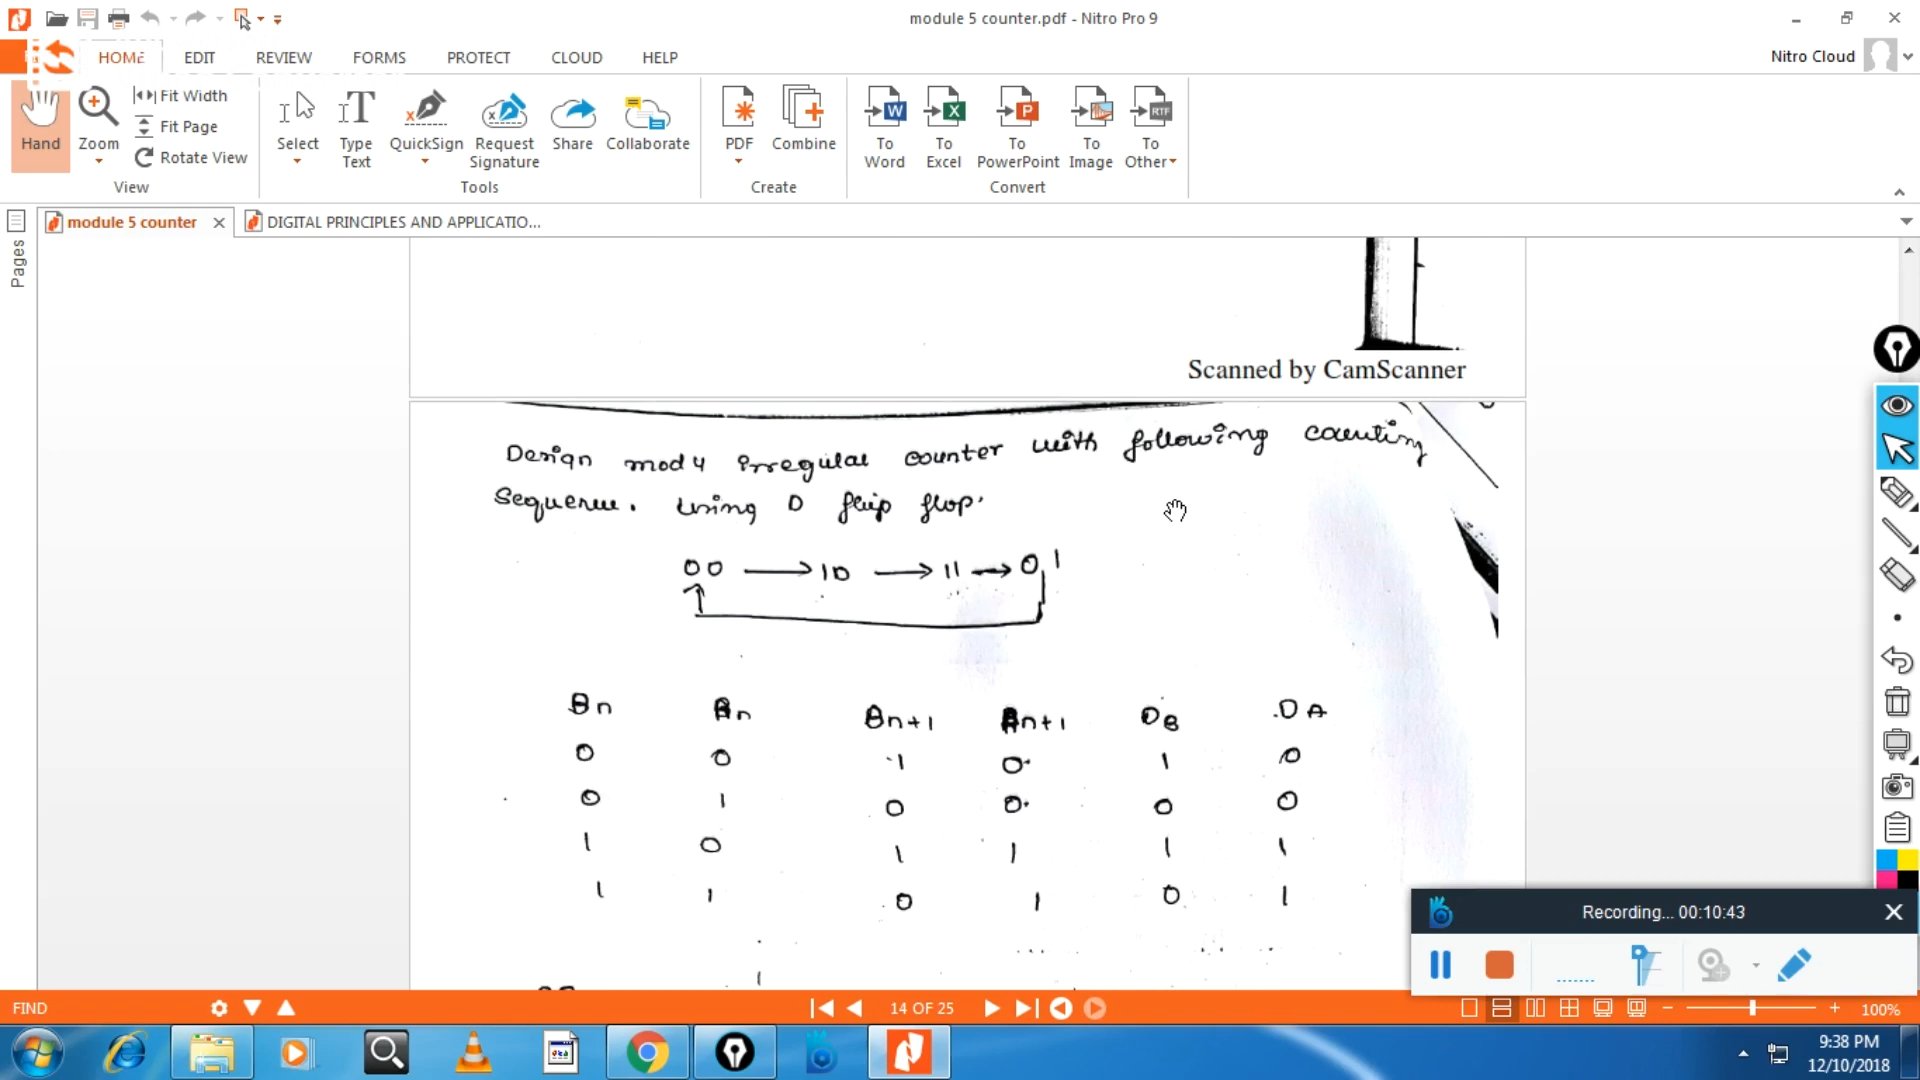 module 5 counter.pdf - Nitro Pro 9
HOME EDIT REVIEW FORMS PROTECT CLOUD HELP
Nitro Cloud
Hand
Zoom
Fit Width
Fit Page
Rotate View
View
Select
Type Text
QuickSign
Request Signature
Share
Collaborate
Tools
PDF
Combine
Create
To Word
To Excel
To PowerPoint
To Image
To Other
Convert
module 5 counter
DIGITAL PRINCIPLES AND APPLICATIO...
Pages
Scanned by CamScanner
Design mod 4 irregular counter with following counting
Sequence. Using D flip flop.
00 → 10 → 11 → 01
Bn An Bn+1 An+1 DB DA
0 0 1 0 1 0
0 1 0 0 0 0
1 0 1 1 1 1
1 1 0 1 0 1
Recording... 00:10:43
FIND
14 OF 25
100%
9:38 PM
12/10/2018